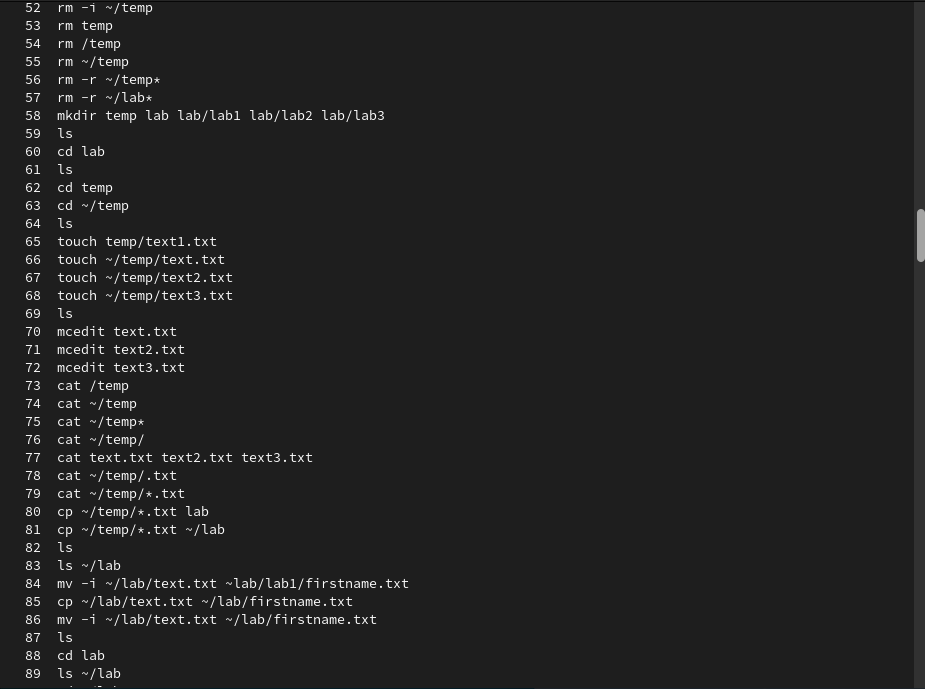 52 rm -i ~/temp
53 rm temp
54 rm /temp
55 rm ~/temp
56 rm -r ~/temp*
57 rm -r ~/lab*
58 mkdir temp lab lab/lab1 lab/lab2 lab/lab3
59 ls
60 cd lab
61 ls
62 cd temp
63 cd ~/temp
64 ls
65 touch temp/text1.txt
66 touch ~/temp/text.txt
67 touch ~/temp/text2.txt
68 touch ~/temp/text3.txt
69 ls
70 mcedit text.txt
71 mcedit text2.txt
72 mcedit text3.txt
73 cat /temp
74 cat ~/temp
75 cat ~/temp*
76 cat ~/temp/
77 cat text.txt text2.txt text3.txt
78 cat ~/temp/.txt
79 cat ~/temp/*.txt
80 cp ~/temp/*.txt lab
81 cp ~/temp/*.txt ~/lab
82 ls
83 ls ~/lab
84 mv -i ~/lab/text.txt ~lab/lab1/firstname.txt
85 cp ~/lab/text.txt ~/lab/firstname.txt
86 mv -i ~/lab/text.txt ~/lab/firstname.txt
87 ls
88 cd lab
89 ls ~/lab